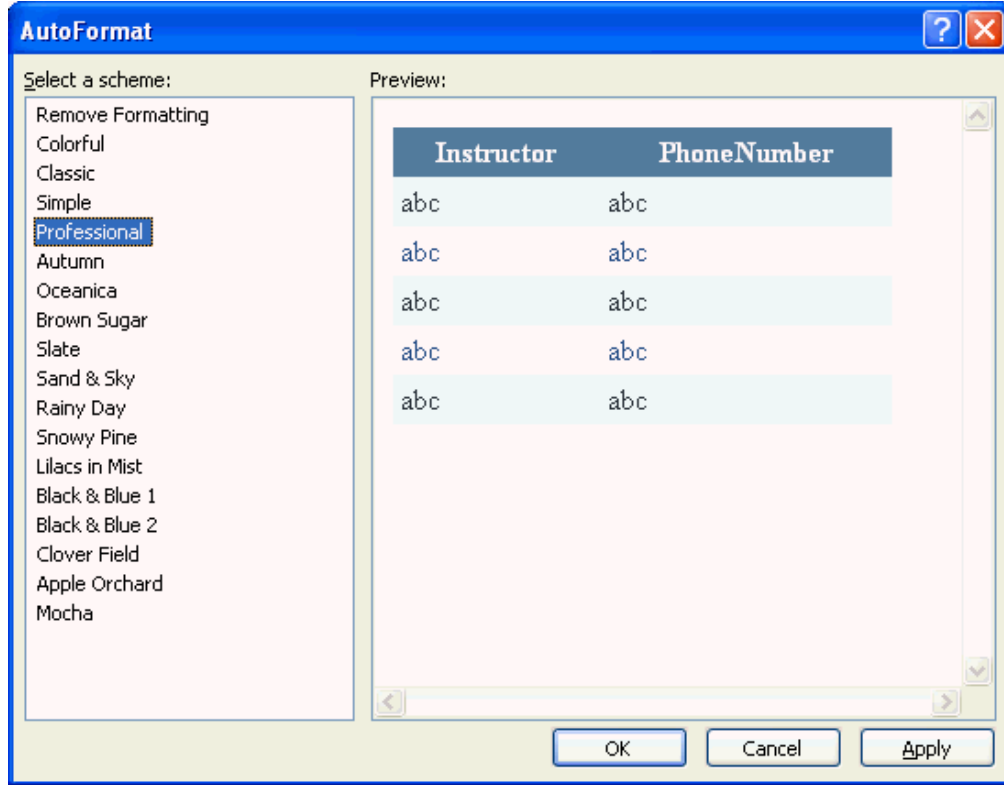 AutoFormat
Select a scheme:
Preview:
Remove Formatting
Colorful
Classic
Simple
Professional
Autumn
Oceanica
Brown Sugar
Slate
Sand & Sky
Rainy Day
Snowy Pine
Lilacs in Mist
Black & Blue 1
Black & Blue 2
Clover Field
Apple Orchard
Mocha
Instructor PhoneNumber
abc abc
abc abc
abc abc
abc abc
abc abc
OK Cancel Apply